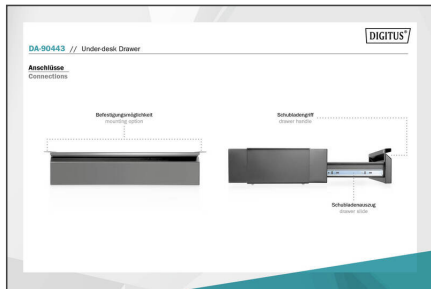 DIGITUS®
DA-90443 // Under-desk Drawer
Anschlüsse
Connections
Befestigungsmöglichkeit
mounting option
Schubladengriff
drawer handle
Schubladenauszug
drawer slide